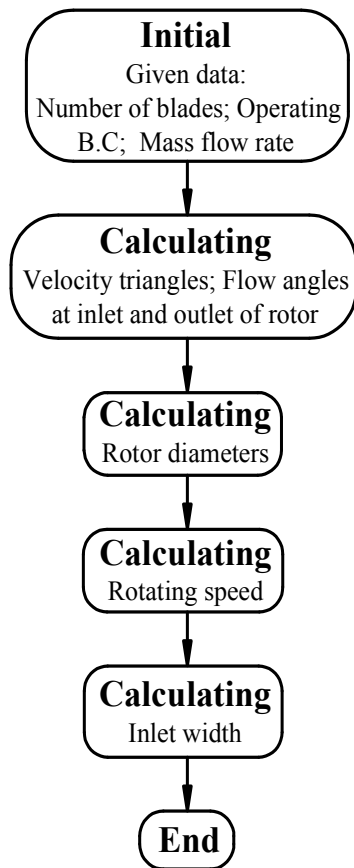 Initial
Given data:
Number of blades; Operating
B.C; Mass flow rate
Calculating
Velocity triangles; Flow angles
at inlet and outlet of rotor
Calculating
Rotor diameters
Calculating
Rotating speed
Calculating
Inlet width
End